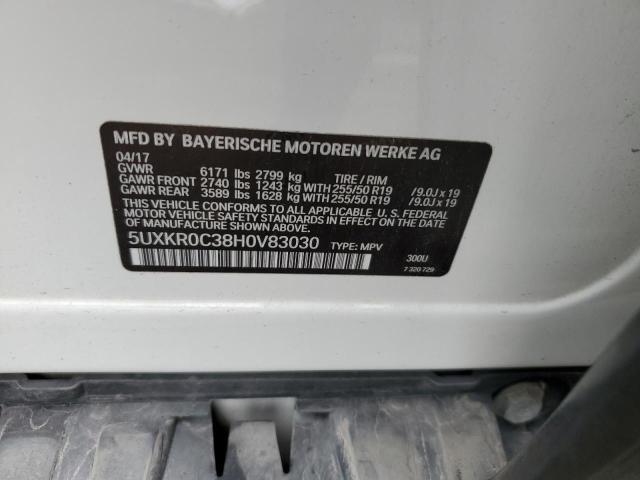 MFD BY BAYERISCHE MOTOREN WERKE AG
04/17
GVWR 6171 lbs 2799 kg TIRE / RIM
GAWR FRONT 2740 lbs 1243 kg WITH 255/50 R19 /9.0J x 19
GAWR REAR 3589 lbs 1628 kg WITH 255/50 R19 /9.0J x 19
THIS VEHICLE CONFORMS TO ALL APPLICABLE U. S. FEDERAL
MOTOR VEHICLE SAFETY STANDARDS IN EFFECT ON THE DATE
OF MANUFACTURE SHOWN ABOVE.
5UXKR0C38H0V83030 TYPE: MPV 300U
7 320 729